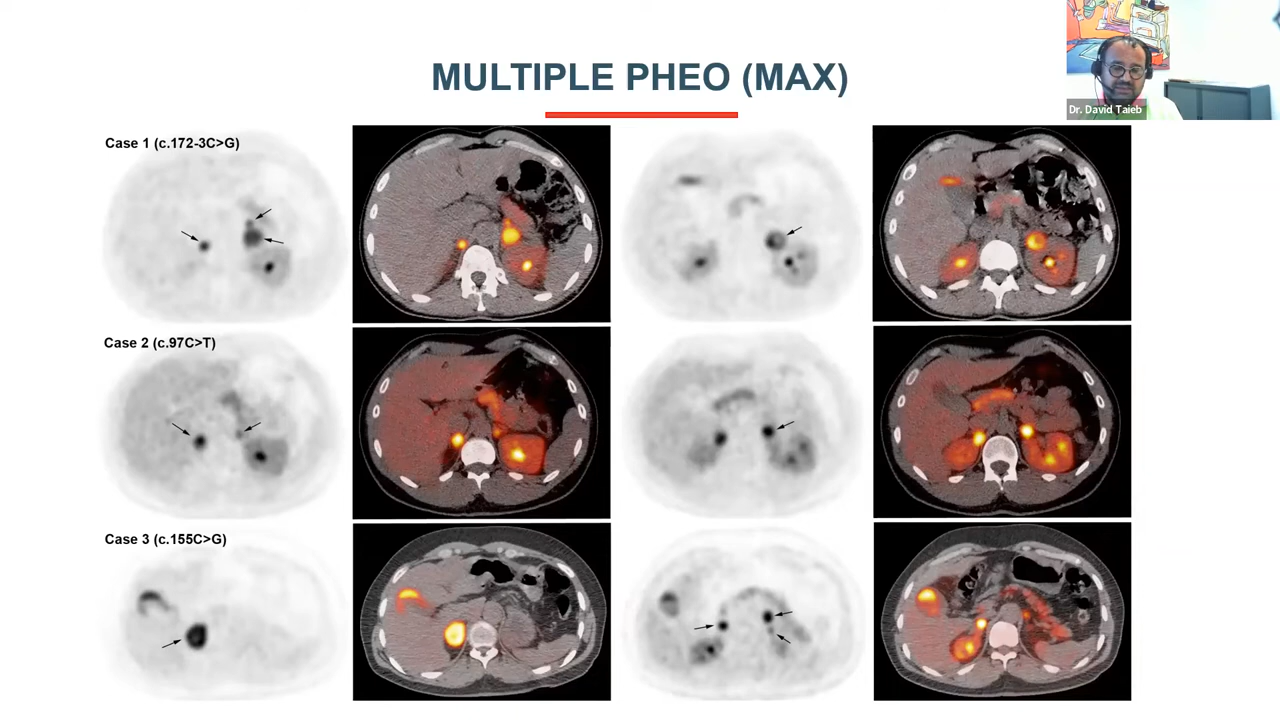 MULTIPLE PHEO (MAX)
Dr. David Taieb
Case 1 (c.172-3C>G)
Case 2 (c.97C>T)
Case 3 (c.155C>G)